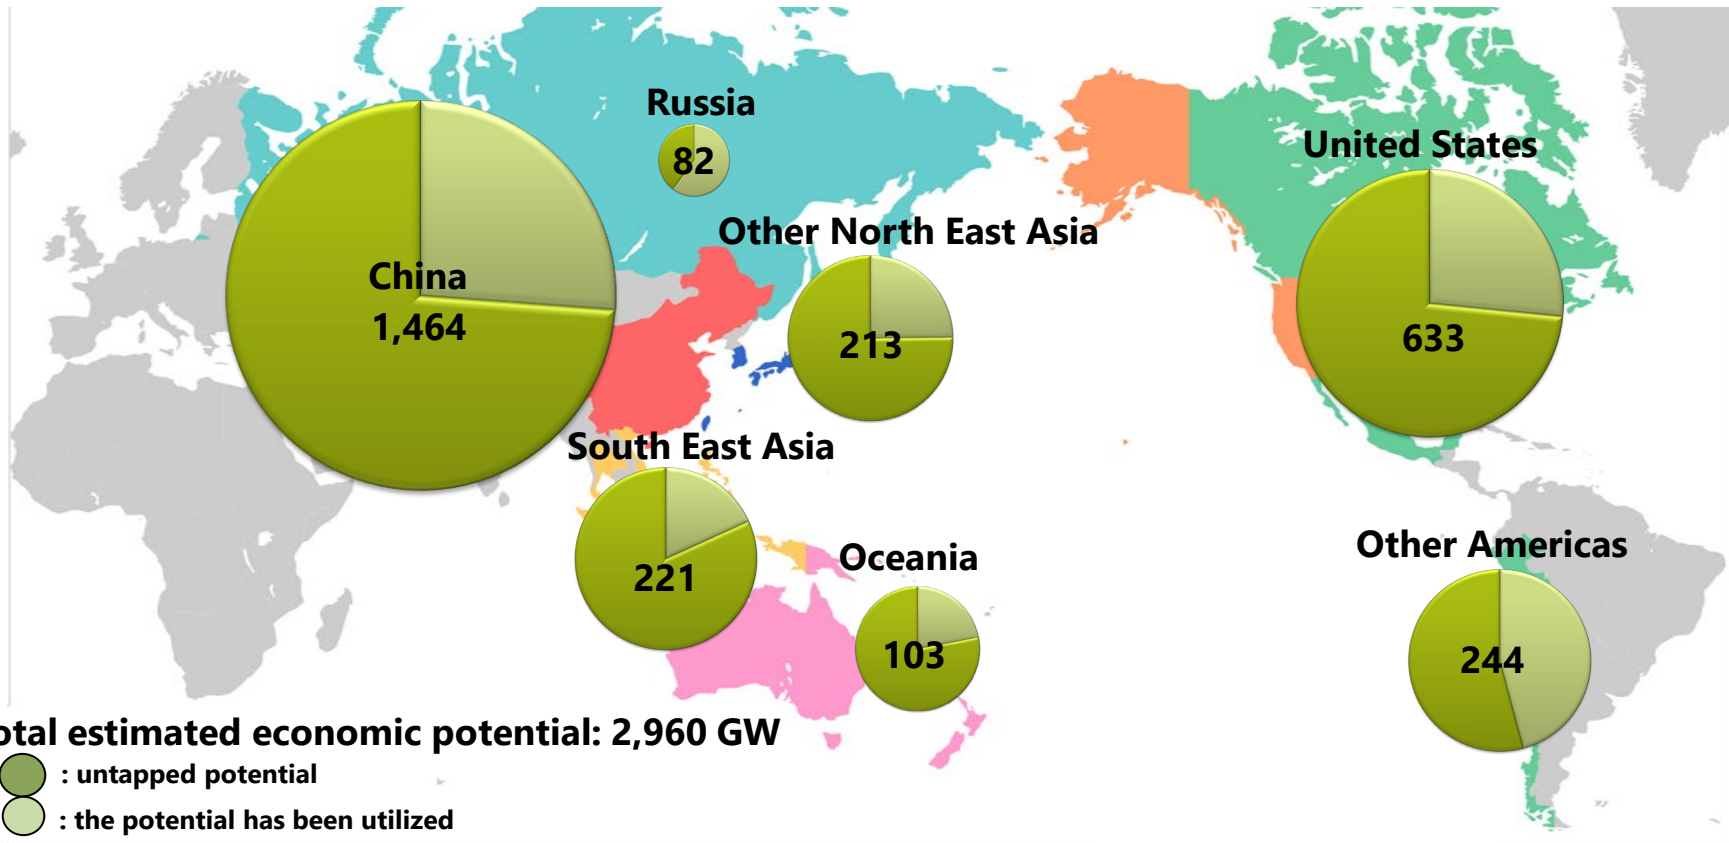 Russia
82
United States
633
Other North East Asia
213
China
1,464
South East Asia
221
Oceania
103
Other Americas
244
otal estimated economic potential: 2,960 GW
: untapped potential
: the potential has been utilized